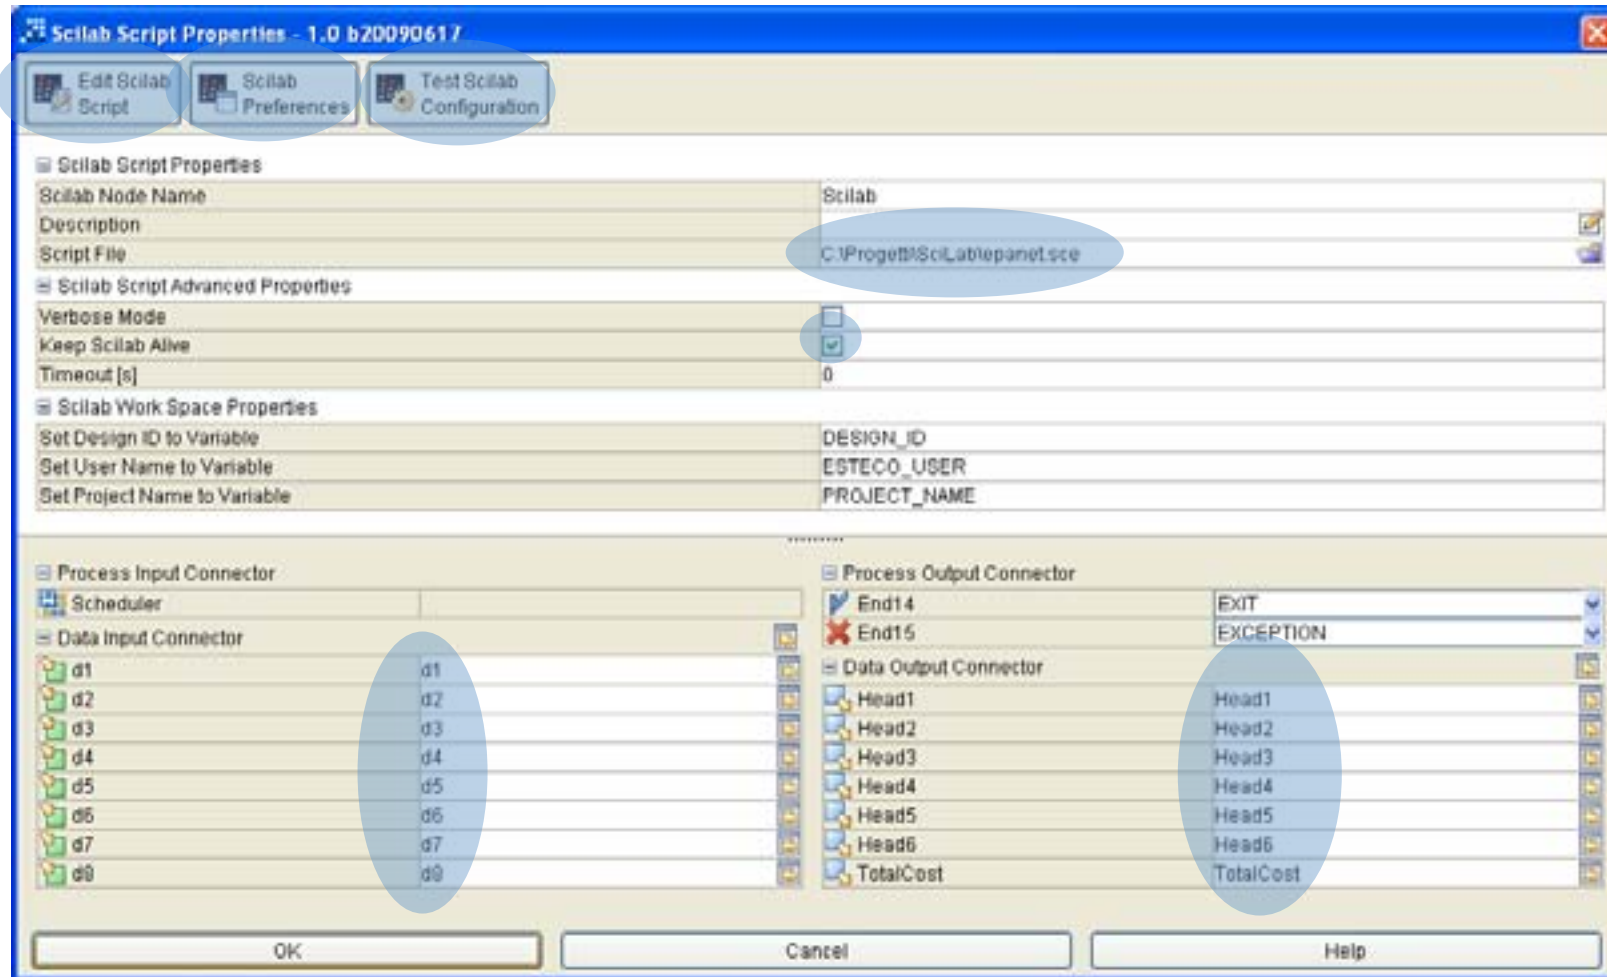 Scilab Script Properties - 1.0 b20090617
Edit Scilab Script
Scilab Preferences
Test Scilab Configuration
Scilab Script Properties
Scilab Node Name Scilab
Description
Script File C:\Progetti\SciLab\epanet.sce
Scilab Script Advanced Properties
Verbose Mode
Keep Scilab Alive
Timeout [s] 0
Scilab Work Space Properties
Set Design ID to Variable DESIGN_ID
Set User Name to Variable ESTECO_USER
Set Project Name to Variable PROJECT_NAME
Process Input Connector
Scheduler
Data Input Connector
d1 d1
d2 d2
d3 d3
d4 d4
d5 d5
d6 d6
d7 d7
d8 d8
Process Output Connector
End14 EXIT
End15 EXCEPTION
Data Output Connector
Head1 Head1
Head2 Head2
Head3 Head3
Head4 Head4
Head5 Head5
Head6 Head6
TotalCost TotalCost
OK Cancel Help